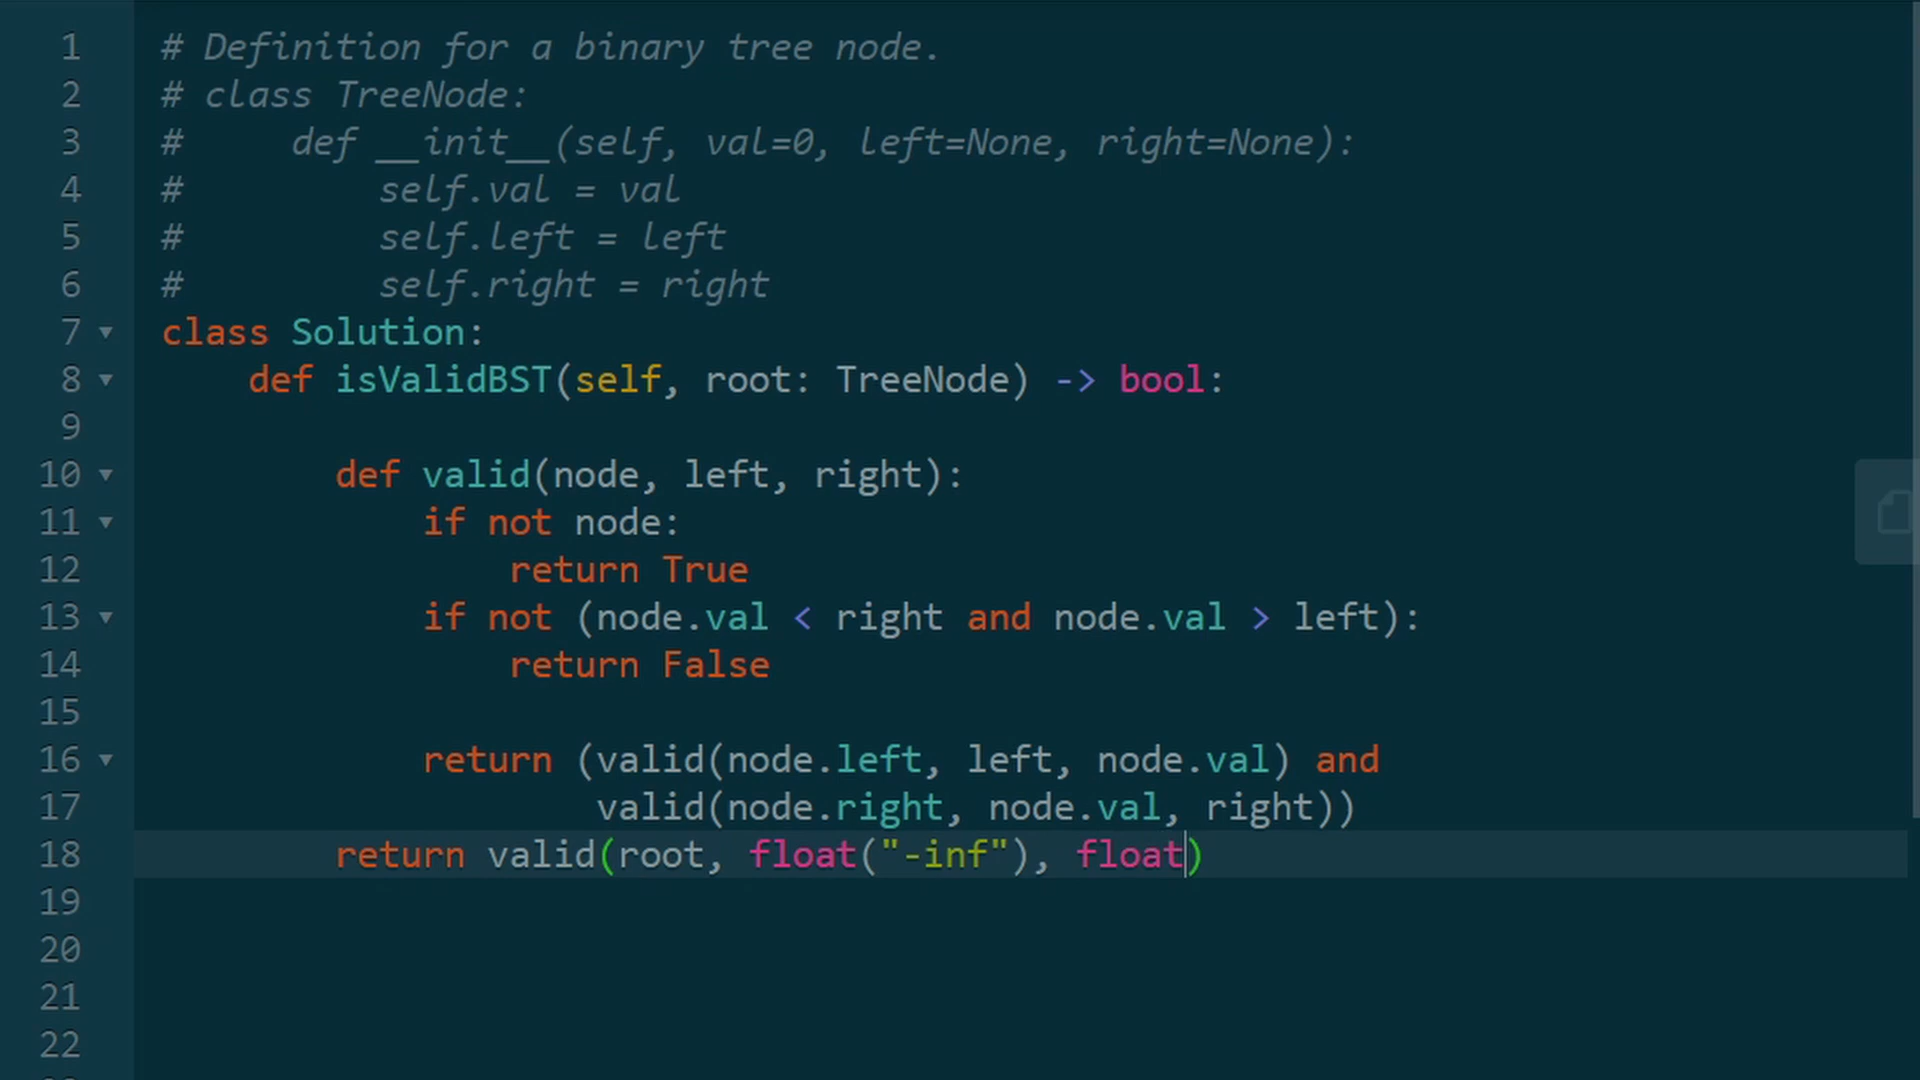 1 # Definition for a binary tree node.
2 # class TreeNode:
3 #     def __init__(self, val=0, left=None, right=None):
4 #         self.val = val
5 #         self.left = left
6 #         self.right = right
7 class Solution:
8     def isValidBST(self, root: TreeNode) -> bool:
9
10         def valid(node, left, right):
11             if not node:
12                 return True
13             if not (node.val < right and node.val > left):
14                 return False
15
16             return (valid(node.left, left, node.val) and
17                     valid(node.right, node.val, right))
18         return valid(root, float("-inf"), float)
19
20
21
22